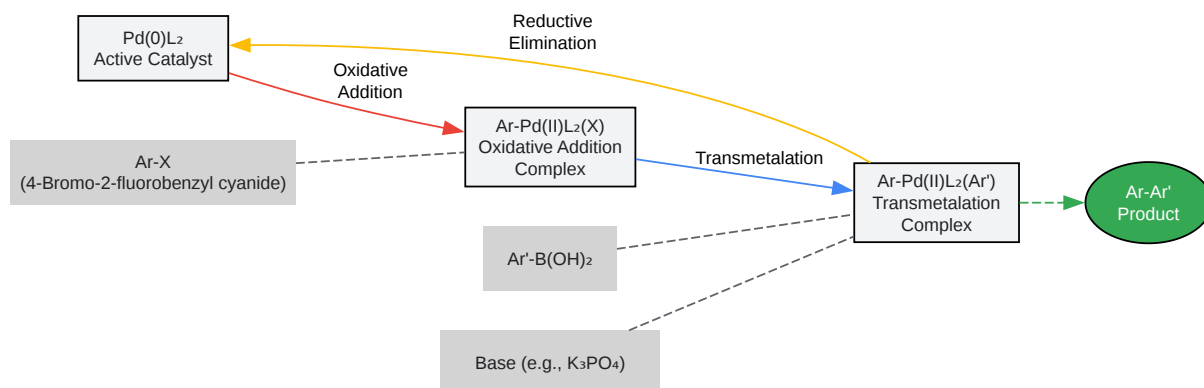 Pd(0)L₂
Active Catalyst
Reductive
Elimination
Oxidative
Addition
Ar-X
(4-Bromo-2-fluorobenzyl cyanide)
Ar-Pd(II)L₂(X)
Oxidative Addition
Complex
Transmetalation
Ar-Pd(II)L₂(Ar')
Transmetalation
Complex
Ar-Ar'
Product
Ar'-B(OH)₂
Base (e.g., K₃PO₄)